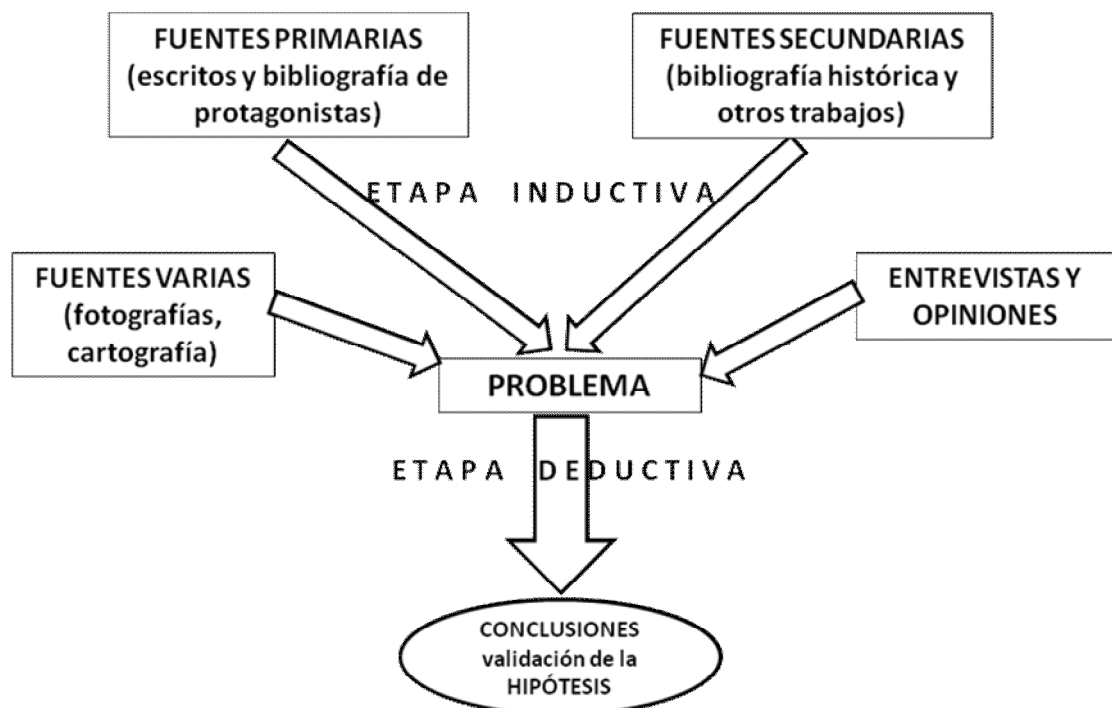 FUENTES PRIMARIAS
(escritos y bibliografía de
protagonistas)
FUENTES SECUNDARIAS
(bibliografía histórica y
otros trabajos)
ETAPA INDUCTIVA
FUENTES VARIAS
(fotografías,
cartografía)
ENTREVISTAS Y
OPINIONES
PROBLEMA
ETAPA DEDUCTIVA
CONCLUSIONES
validación de la
HIPÓTESIS